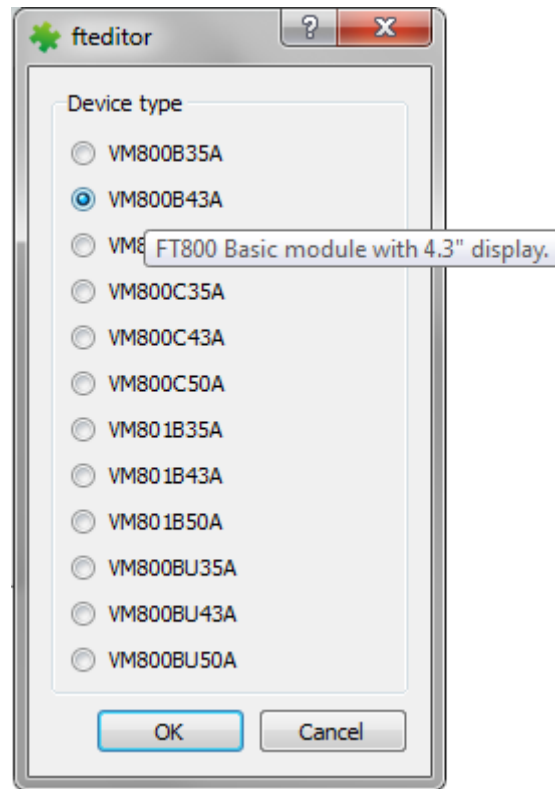 fteditor
Device type
VM800B35A
VM800B43A
VM8
FT800 Basic module with 4.3" display.
VM800C35A
VM800C43A
VM800C50A
VM801B35A
VM801B43A
VM801B50A
VM800BU35A
VM800BU43A
VM800BU50A
OK Cancel